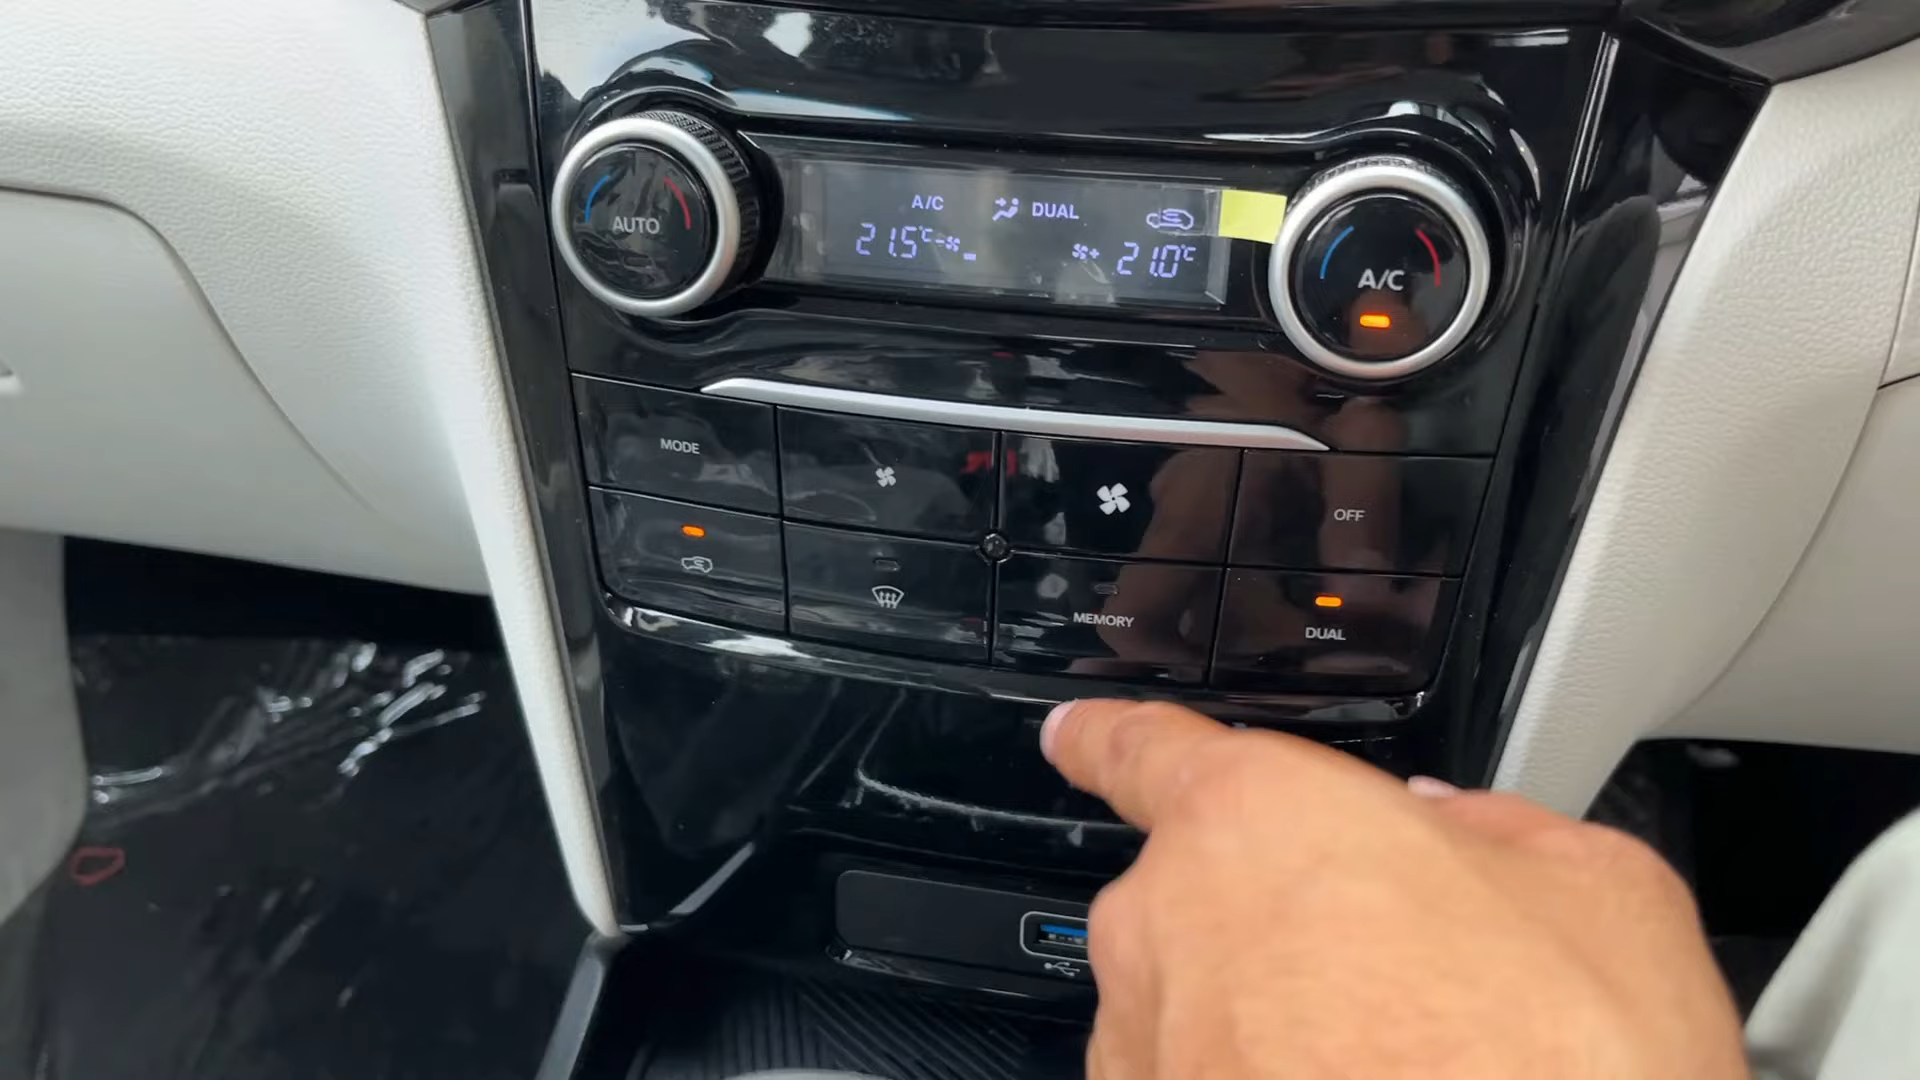 A/C DUAL
21.5°C 21.0°C
AUTO
A/C
MODE
OFF
MEMORY
DUAL